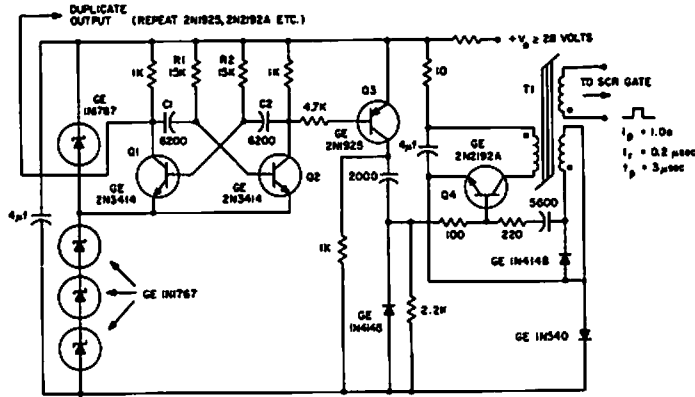 DUPLICATE
OUTPUT (REPEAT 2N1925, 2N2192A ETC.)
+VB ≥ 28 VOLTS
1K
R1
15K
R2
15K
1K
10
T1
TO SCR GATE
GE
1N1767
C1
6200
C2
6200
4.7K
Q3
GE
2N1925
4μf
GE
2N2192A
Q4
Ip = 1.0a
tr = 0.2 μsec
tp = 3 μsec
Q1
GE
2N3414
Q2
GE
2N3414
2000
5600
4μf
1K
100
220
GE 1N4148
GE 1N1767
GE
1N4148
2.2K
GE 1N540